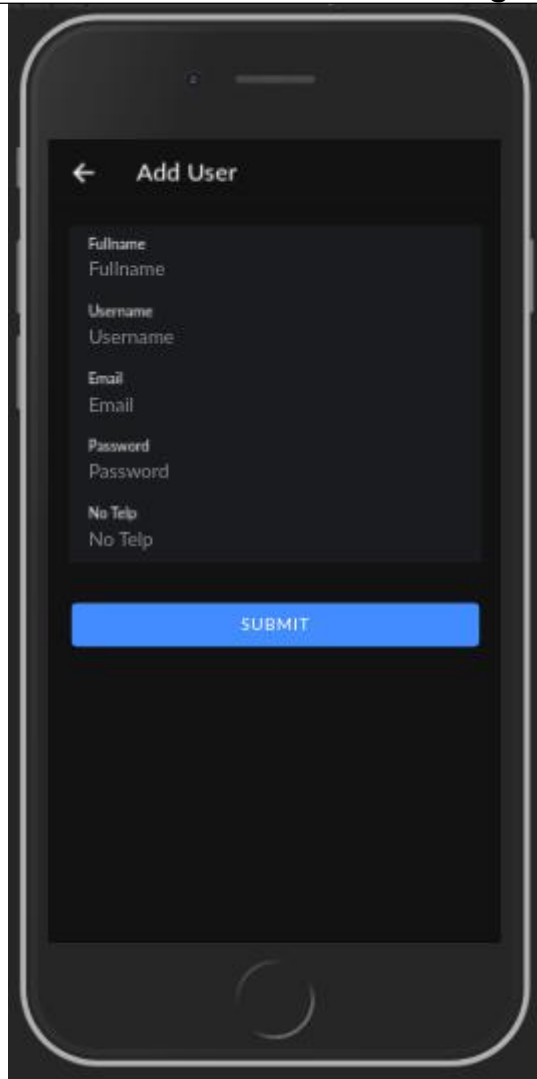 Add User
Fullname
Fullname
Username
Username
Email
Email
Password
Password
No Telp
No Telp
SUBMIT